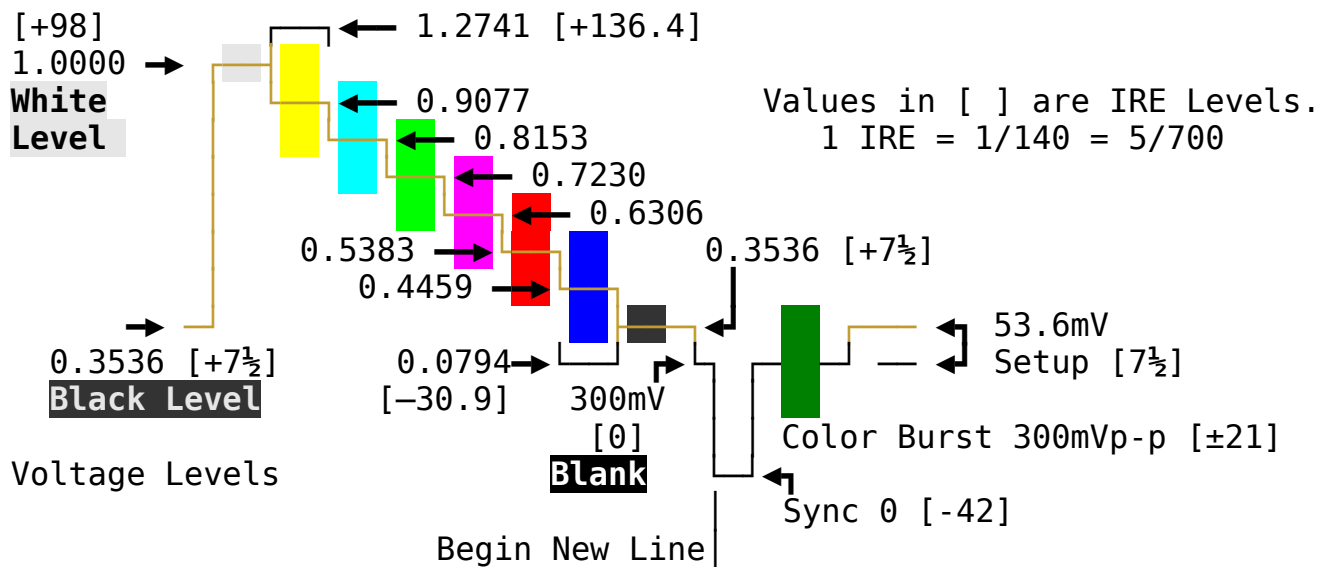 [+98]
1.2741 [+136.4]
1.0000
White
Level
0.9077
Values in [ ] are IRE Levels.
0.8153
1 IRE = 1/140 = 5/700
0.7230
0.6306
0.5383
0.3536 [+7½]
0.4459
53.6mV
0.3536 [+7½]
0.0794
Setup [7½]
Black Level
[—30.9]
300mV
[0]
Color Burst 300mVp-p [±21]
Voltage Levels
Blank
Sync 0 [-42]
Begin New Line